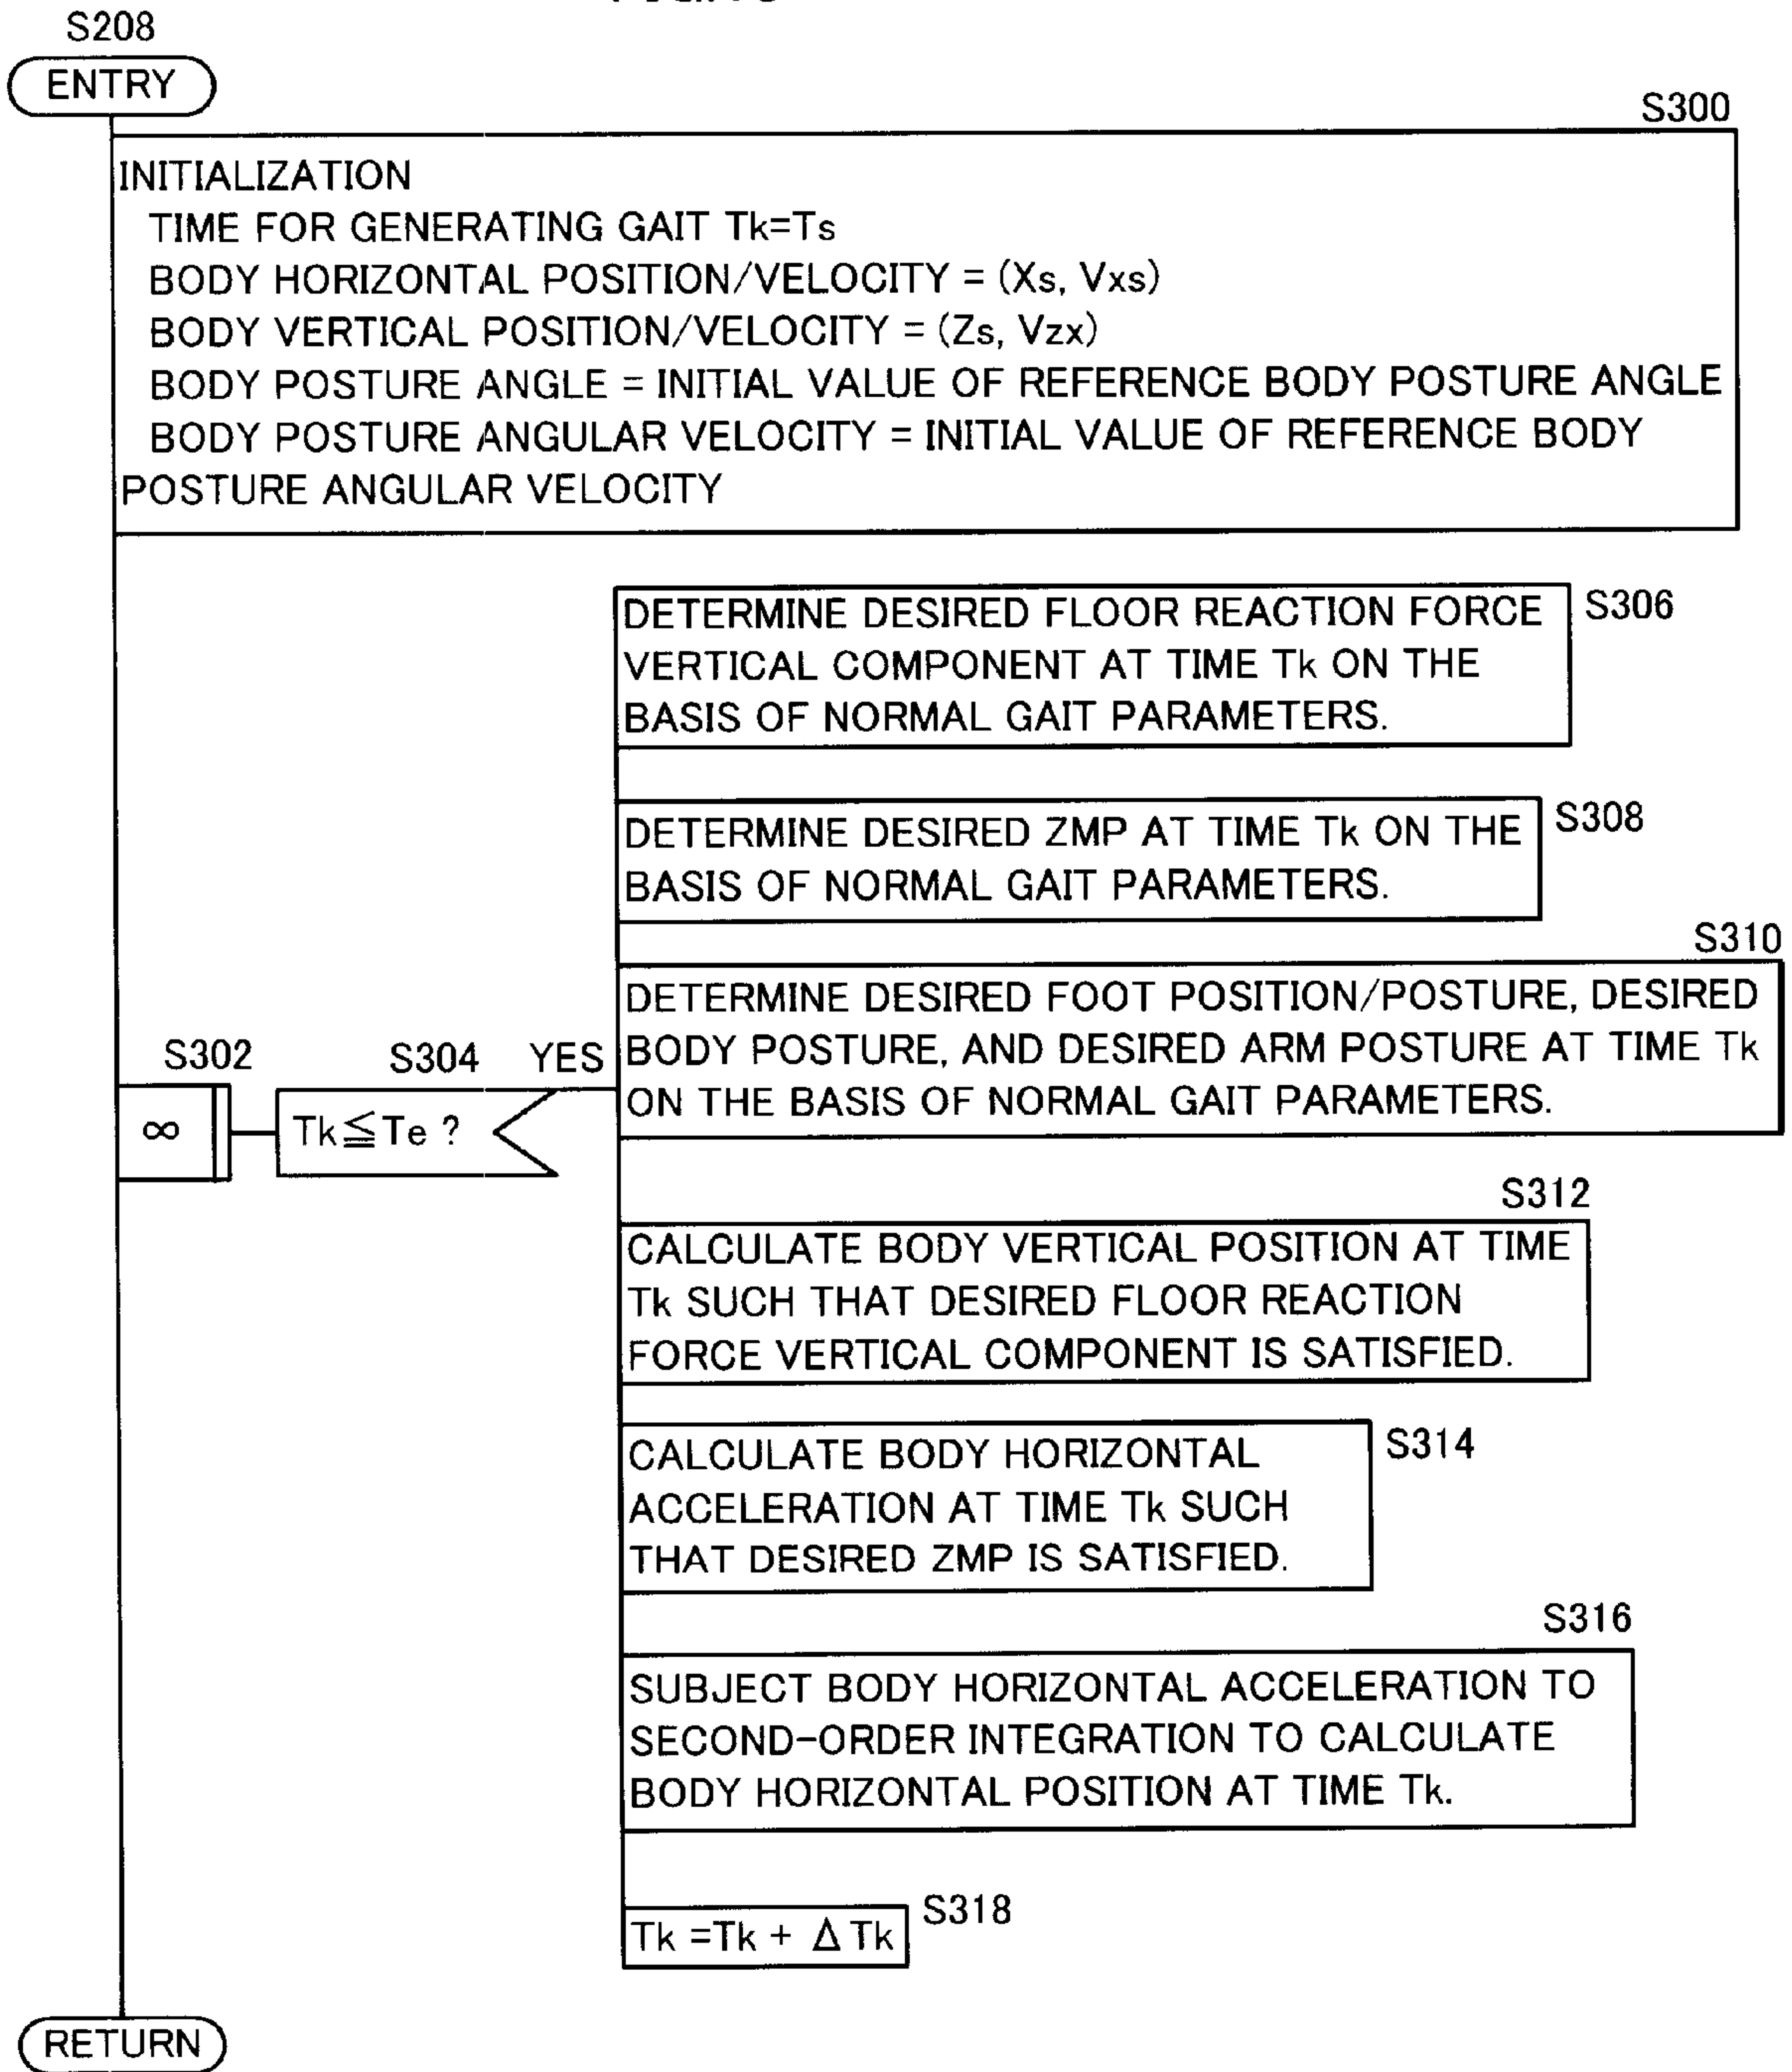 S208
ENTRY
S300
INITIALIZATION
TIME FOR GENERATING GAIT Tk=Ts
BODY HORIZONTAL POSITION/VELOCITY = (Xs, Vxs)
BODY VERTICAL POSITION/VELOCITY = (Zs, Vzx)
BODY POSTURE ANGLE = INITIAL VALUE OF REFERENCE BODY POSTURE ANGLE
BODY POSTURE ANGULAR VELOCITY = INITIAL VALUE OF REFERENCE BODY
POSTURE ANGULAR VELOCITY
S306
DETERMINE DESIRED FLOOR REACTION FORCE
VERTICAL COMPONENT AT TIME Tk ON THE
BASIS OF NORMAL GAIT PARAMETERS.
S308
DETERMINE DESIRED ZMP AT TIME Tk ON THE
BASIS OF NORMAL GAIT PARAMETERS.
S310
DETERMINE DESIRED FOOT POSITION/POSTURE, DESIRED
BODY POSTURE, AND DESIRED ARM POSTURE AT TIME Tk
ON THE BASIS OF NORMAL GAIT PARAMETERS.
S302
∞
S304
YES
Tk≦Te ?
S312
CALCULATE BODY VERTICAL POSITION AT TIME
Tk SUCH THAT DESIRED FLOOR REACTION
FORCE VERTICAL COMPONENT IS SATISFIED.
S314
CALCULATE BODY HORIZONTAL
ACCELERATION AT TIME Tk SUCH
THAT DESIRED ZMP IS SATISFIED.
S316
SUBJECT BODY HORIZONTAL ACCELERATION TO
SECOND-ORDER INTEGRATION TO CALCULATE
BODY HORIZONTAL POSITION AT TIME Tk.
S318
Tk =Tk + Δ Tk
RETURN